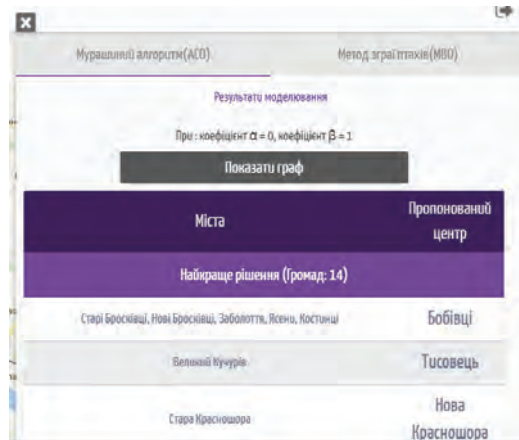 Мурашиний алгоритм(ACO)
Метод зграї птахів(MBO)
Результати моделювання
При : коефіцієнт α = 0, коефіцієнт β = 1
Показати граф
Міста
Пропонований
центр
Найкраще рішення (Громад: 14)
Старі Бросківці, Нові Бросківці, Заболоття, Ясени, Костинці
Бобівці
Великий Кучурів
Тисовець
Стара Красношора
Нова
Красношора